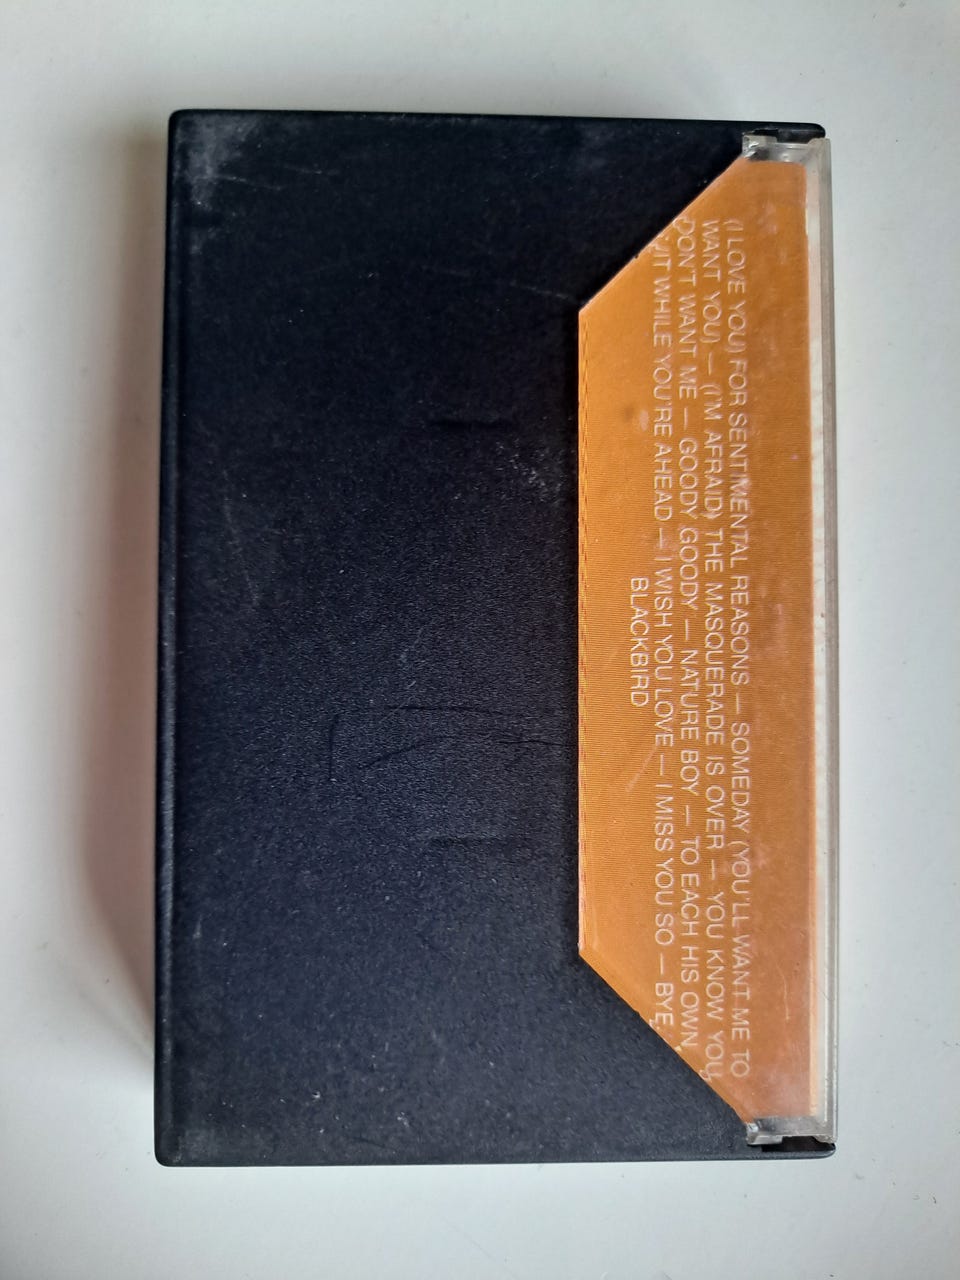 (I LOVE YOU) FOR SENTIMENTAL REASONS — SOMEDAY (YOU'LL WANT ME TO
WANT YOU) — (I'M AFRAID) THE MASQUERADE IS OVER — YOU KNOW YOU
DON'T WANT ME — GOODY GOODY — NATURE BOY — TO EACH HIS OWN
WHILE YOU'RE AHEAD — I WISH YOU LOVE — I MISS YOU SO — BYE,
BLACKBIRD